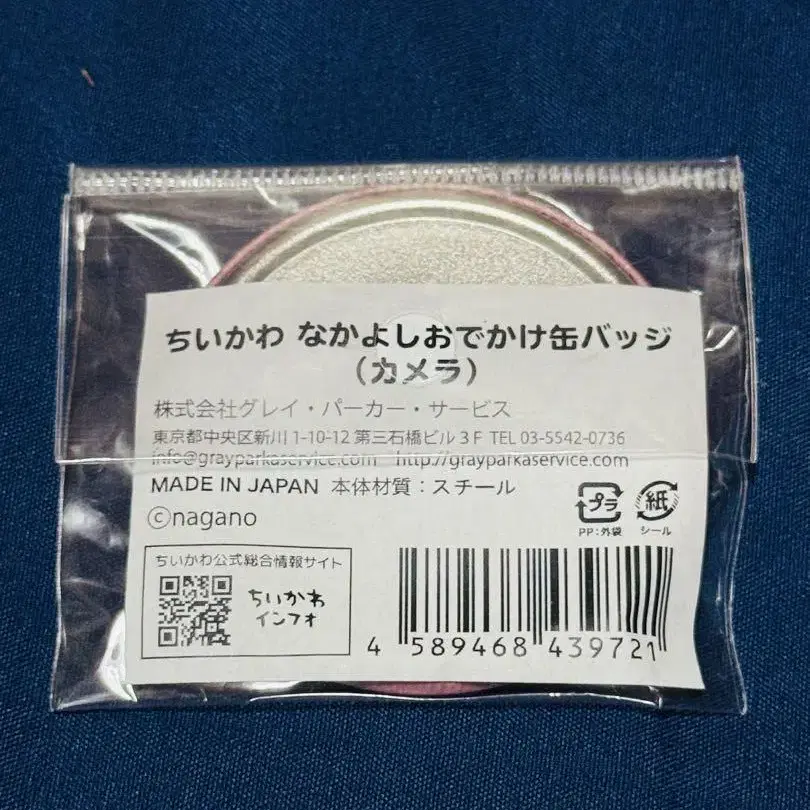 ちいかわ なかよしおでかけ缶バッジ
（カメラ）
株式会社グレイ・パーカー・サービス
東京都中央区新川 1-10-12 第三石橋ビル 3F TEL 03-5542-0736
info@grayparkaservice.com http://grayparkaservice.com
MADE IN JAPAN 本体材質：スチール
©nagano
プラ
PP:外袋
紙
シール
ちいかわ公式総合情報サイト
ちいかわ
インフォ
4 589468 439721